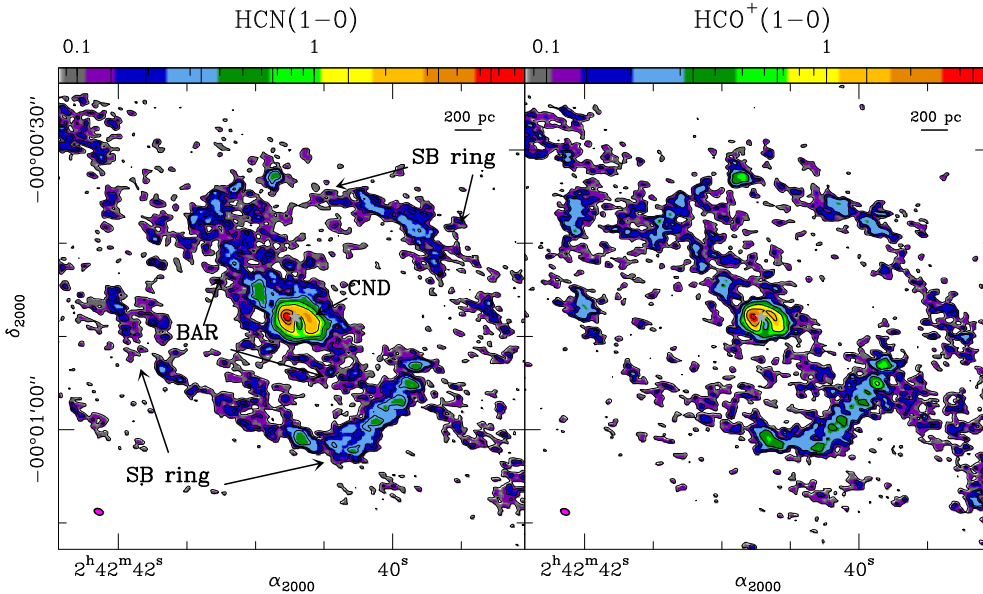 HCN(1−0) HCO⁺(1−0)
0.1 1 0.1 1
200 pc 200 pc
SB ring
−00°00′30″
CND
δ₂₀₀₀
BAR
−00°01′00″
SB ring
2ʰ42ᵐ42ˢ 40ˢ 2ʰ42ᵐ42ˢ 40ˢ
α₂₀₀₀ α₂₀₀₀